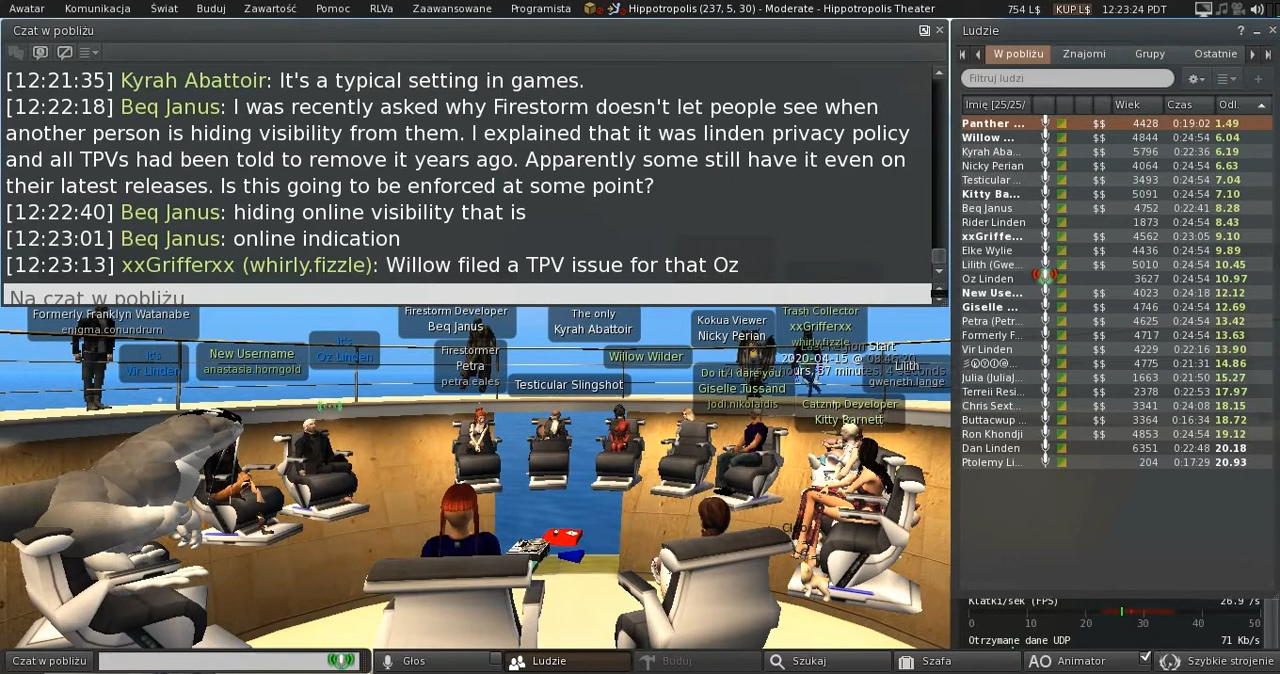 Awatar Komunikacja Świat Buduj Zawartość Pomoc RLVa Zaawansowane Programista Hippotropolis (237, 5, 30) - Moderate - Hippotropolis Theater 754 L$ KUP L$ 12:23:24 PDT
Czat w pobliżu
[12:21:35] Kyrah Abattoir: It's a typical setting in games.
[12:22:18] Beq Janus: I was recently asked why Firestorm doesn't let people see when
another person is hiding visibility from them. I explained that it was linden privacy policy
and all TPVs had been told to remove it years ago. Apparently some still have it even on
their latest releases. Is this going to be enforced at some point?
[12:22:40] Beq Janus: hiding online visibility that is
[12:23:01] Beq Janus: online indication
[12:23:13] xxGrifferxx (whirly.fizzle): Willow filed a TPV issue for that Oz
Na czat w pobliżu
Formerly Franklyn Watanabe
enigma.conundrum
It's
Vir Linden
New Username
anastasia.horngold
It's
Oz Linden
Firestorm Developer
Beq Janus
Firestormer
Petra
petra.eales
The only
Kyrah Abattoir
Testicular Slingshot
Willow Wilder
Kokua Viewer
Nicky Perian
Trash Collector
xxGrifferxx
whirly.fizzle
Start
2020-04-15 @
Lilith
gweneth.lange
Do it I dare you
Giselle Tussand
jodi.nikolaidis
Catznip Developer
Kitty Barnett
Ludzie
? _ ×
W pobliżu Znajomi Grupy Ostatnie
Filtruj ludzi
Imię [25/25/ Wiek Czas Odl.
Panther ... $$ 4428 0:19:02 1.49
Willow ... $$ 4844 0:24:54 6.04
Kyrah Aba... $$ 5796 0:22:36 6.19
Nicky Perian $$ 4064 0:24:54 6.63
Testicular ... $$ 3493 0:24:54 7.04
Kitty Ba... $$ 5091 0:24:54 7.10
Beq Janus $$ 4752 0:22:41 8.28
Rider Linden 1873 0:24:54 8.43
xxGriffe... $$ 4562 0:23:05 9.10
Elke Wylie $$ 4436 0:24:54 9.89
Lilith (Gwe... $$ 5010 0:24:54 10.45
Oz Linden 3627 0:24:54 10.97
New Use... $$ 4023 0:24:18 12.12
Giselle ... $$ 4746 0:24:54 12.69
Petra (Petr... $$ 4625 0:24:54 13.42
Formerly F... $$ 4717 0:24:54 13.63
Vir Linden $$ 4229 0:22:16 13.90
$$ 4775 0:21:31 14.86
Julia (JuliaJ... $$ 1663 0:21:50 15.27
Terreii Resi... $$ 2378 0:22:53 17.97
Chris Sext... $$ 3341 0:24:08 18.15
Buttacwup ... $$ 3364 0:16:34 18.72
Ron Khondji $$ 4853 0:24:54 19.12
Dan Linden 6351 0:22:48 20.18
Ptolemy Li... 204 0:17:29 20.93
Klatki/sek (FPS) 26.9 /s
0 10 20 30 40 50
Otrzymane dane UDP 71 Kb/s
Czat w pobliżu Głos Ludzie Buduj Szukaj Szafa AO Animator Szybkie strojenie